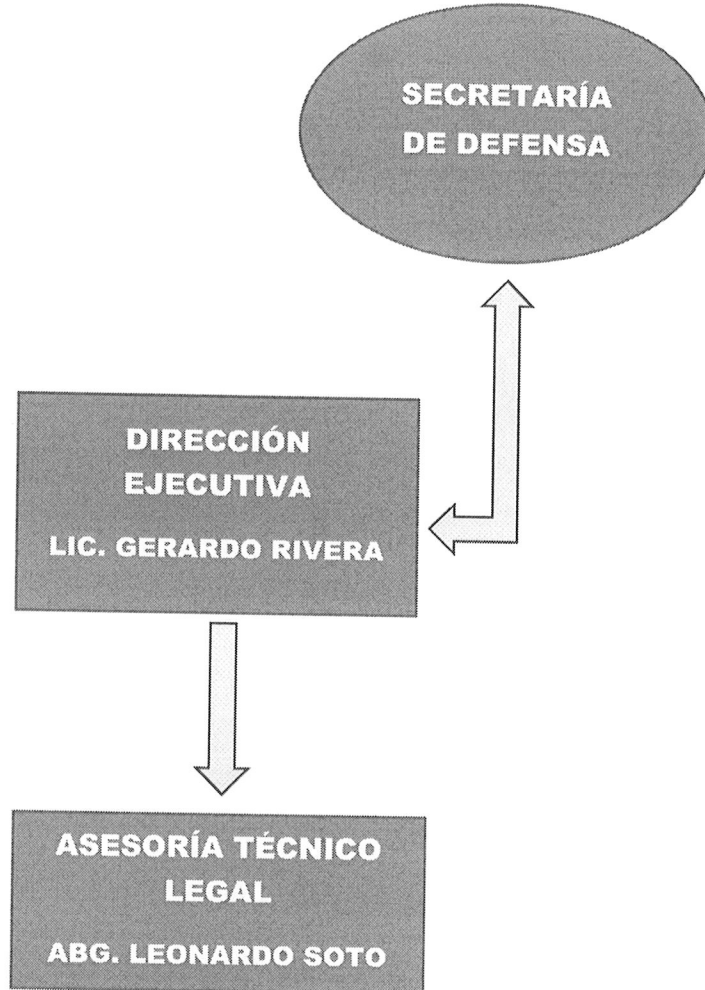 SECRETARÍA
DE DEFENSA
DIRECCIÓN
EJECUTIVA
LIC. GERARDO RIVERA
ASESORÍA TÉCNICO
LEGAL
ABG. LEONARDO SOTO